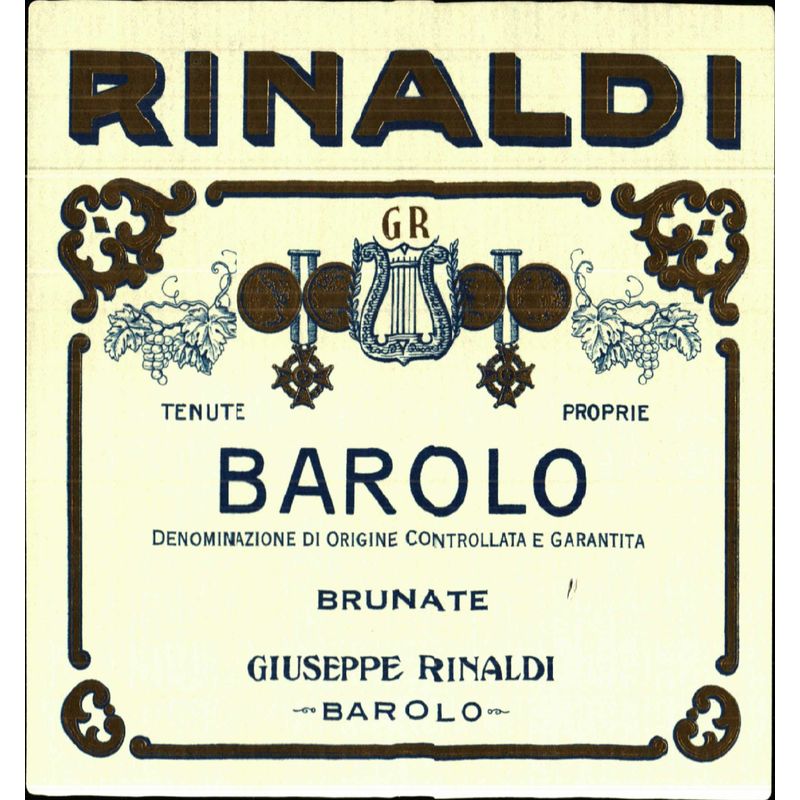 RINALDI
GR
TENUTE PROPRIE
BAROLO
DENOMINAZIONE DI ORIGINE CONTROLLATA E GARANTITA
BRUNATE
GIUSEPPE RINALDI
BAROLO